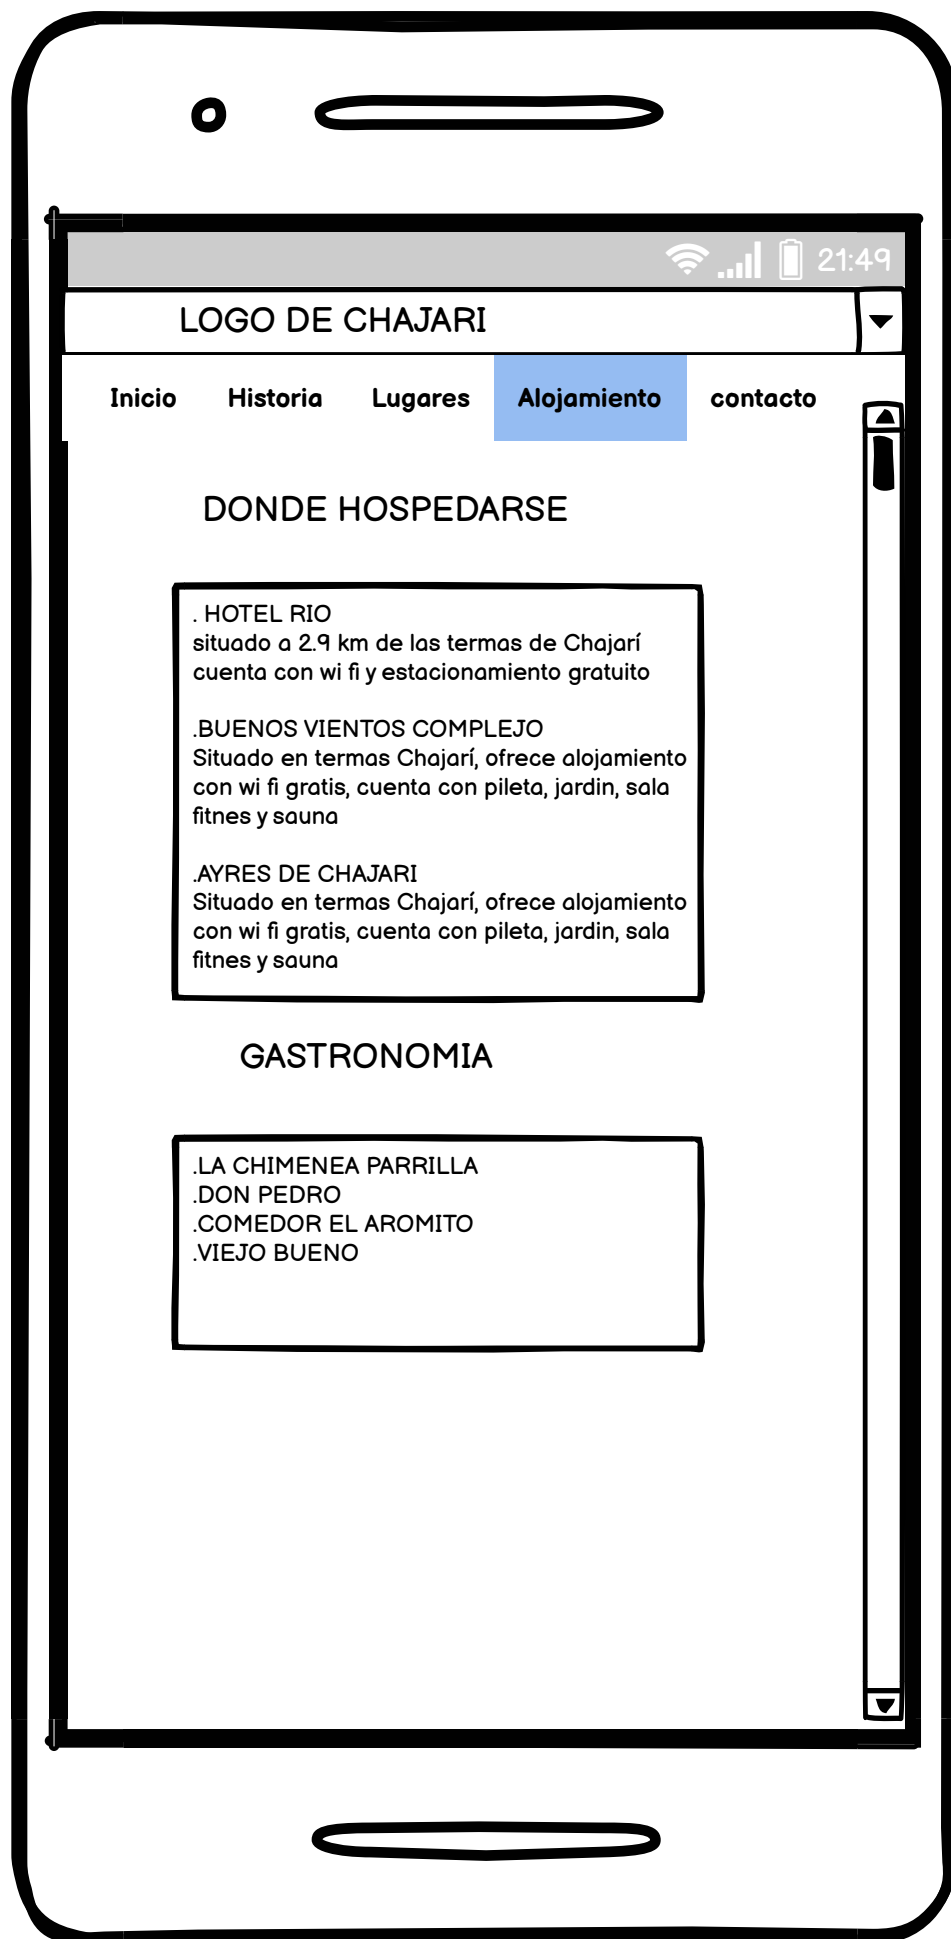 21:49
LOGO DE CHAJARI
Inicio Historia Lugares Alojamiento contacto
DONDE HOSPEDARSE
. HOTEL RIO
situado a 2.9 km de las termas de Chajarí
cuenta con wi fi y estacionamiento gratuito
.BUENOS VIENTOS COMPLEJO
Situado en termas Chajarí, ofrece alojamiento
con wi fi gratis, cuenta con pileta, jardin, sala
fitnes y sauna
.AYRES DE CHAJARI
Situado en termas Chajarí, ofrece alojamiento
con wi fi gratis, cuenta con pileta, jardin, sala
fitnes y sauna
GASTRONOMIA
.LA CHIMENEA PARRILLA
.DON PEDRO
.COMEDOR EL AROMITO
.VIEJO BUENO